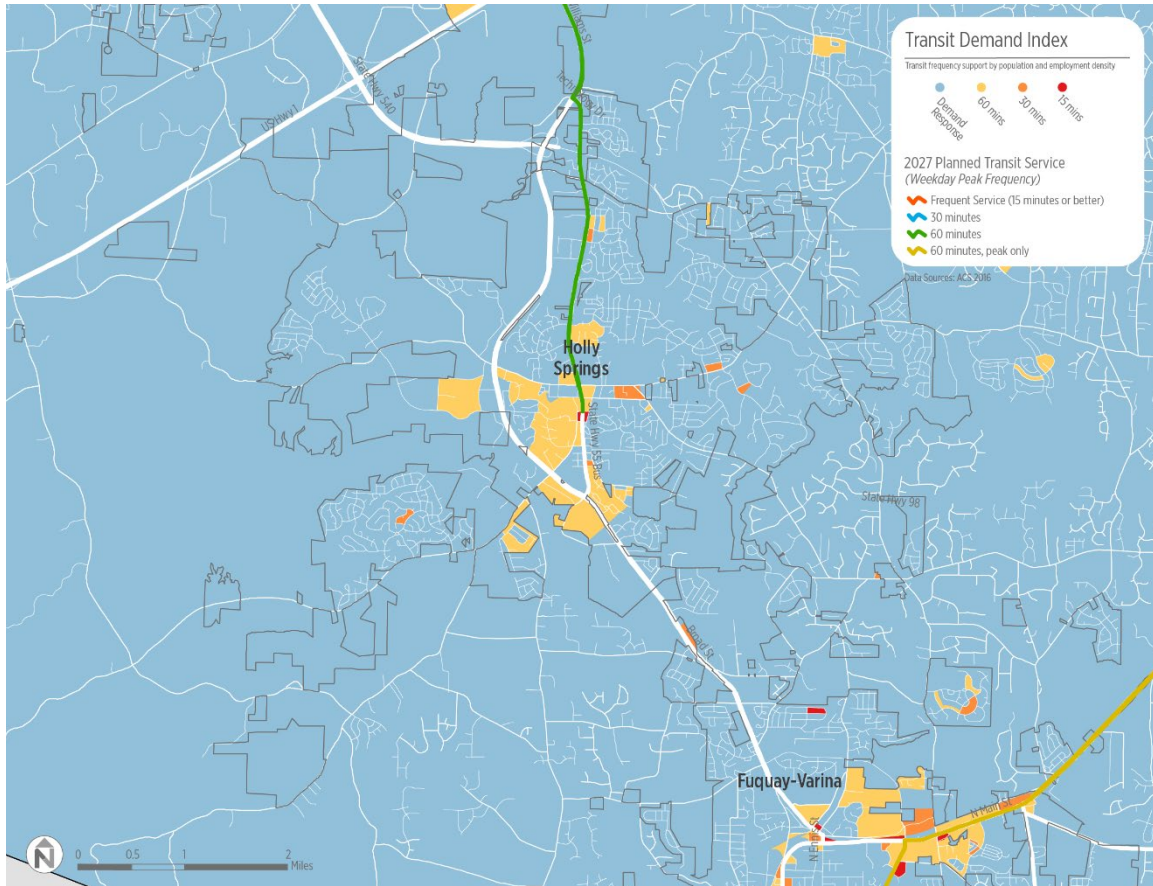 Transit Demand Index
Transit frequency support by population and employment density
Demand
Response
60 mins
30 mins
15 mins
2027 Planned Transit Service
(Weekday Peak Frequency)
Frequent Service (15 minutes or better)
30 minutes
60 minutes
60 minutes, peak only
Data Sources: ACS 2016
State Hwy 540
US Hwy 1
Holly
Springs
State Hwy 55 Bus
State Hwy 98
Broad St
Fuquay-Varina
N Main St
N
0 0.5 1 2
Miles